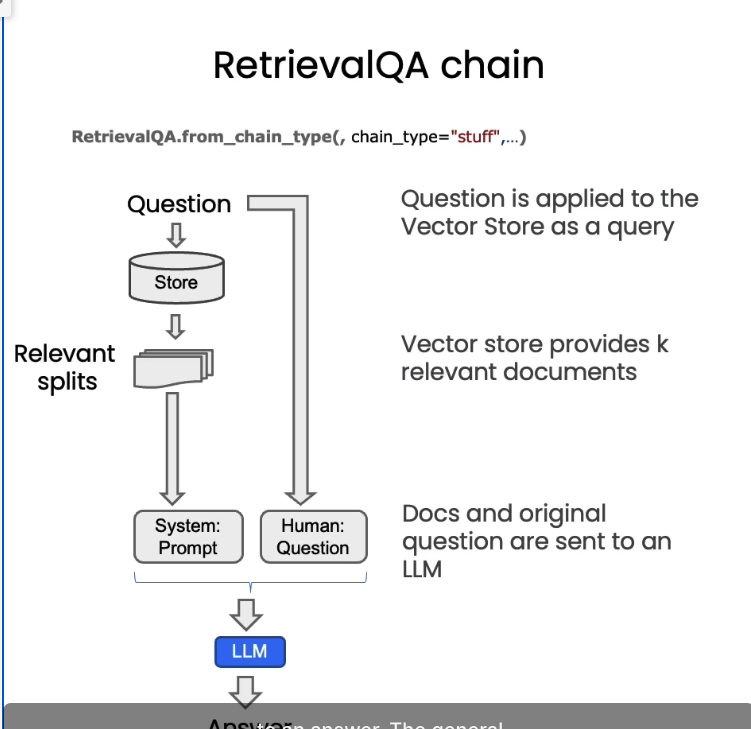 RetrievalQA chain
RetrievalQA.from_chain_type(, chain_type="stuff",...)
Question
Question is applied to the
Vector Store as a query
Store
Relevant
splits
Vector store provides k
relevant documents
System:
Prompt
Human:
Question
Docs and original
question are sent to an
LLM
LLM
Answer
to an answer. The general